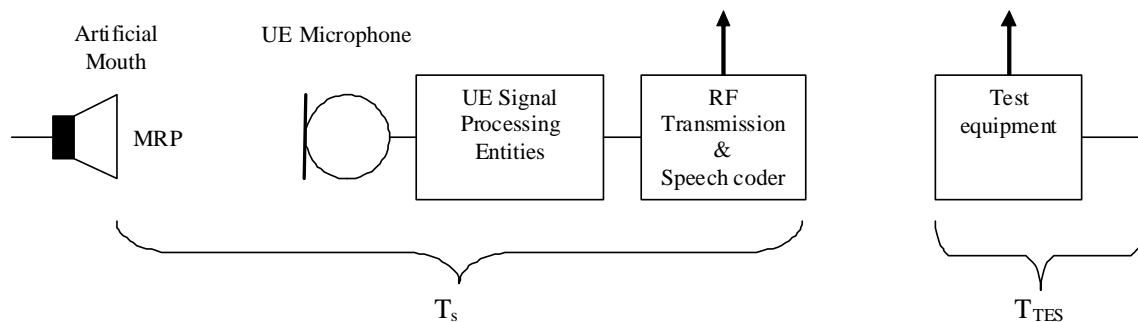 Artificial
Mouth
MRP
UE Microphone
UE Signal
Processing
Entities
RF
Transmission
&
Speech coder
Test
equipment
Ts
TTES